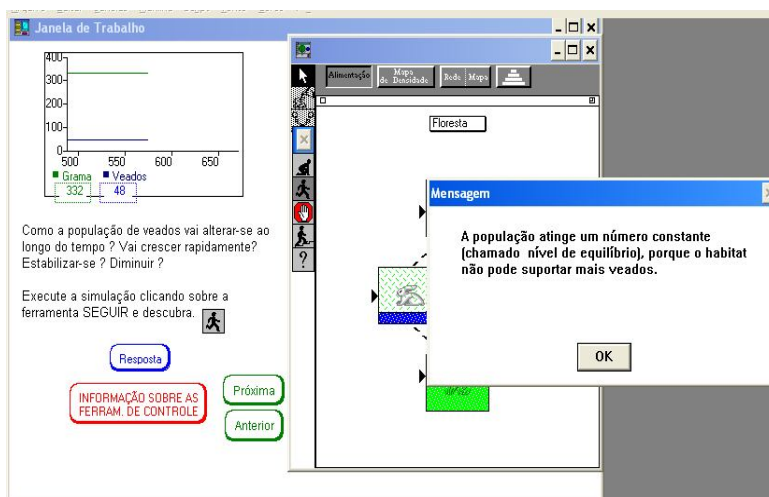 Janela de Trabalho
400
300
200
100
0
500 550 600 650
Grama Veados
332 48
Como a população de veados vai alterar-se ao
longo do tempo ? Vai crescer rapidamente?
Estabilizar-se ? Diminuir ?
Execute a simulação clicando sobre a
ferramenta SEGUIR e descubra.
Resposta
INFORMAÇÃO SOBRE AS
FERRAM. DE CONTROLE
Próxima
Anterior
Alimentação
Mapa
de Densidade
Rede Mapa
Floresta
?
Mensagem
A população atinge um número constante
(chamado nível de equilíbrio), porque o habitat
não pode suportar mais veados.
OK